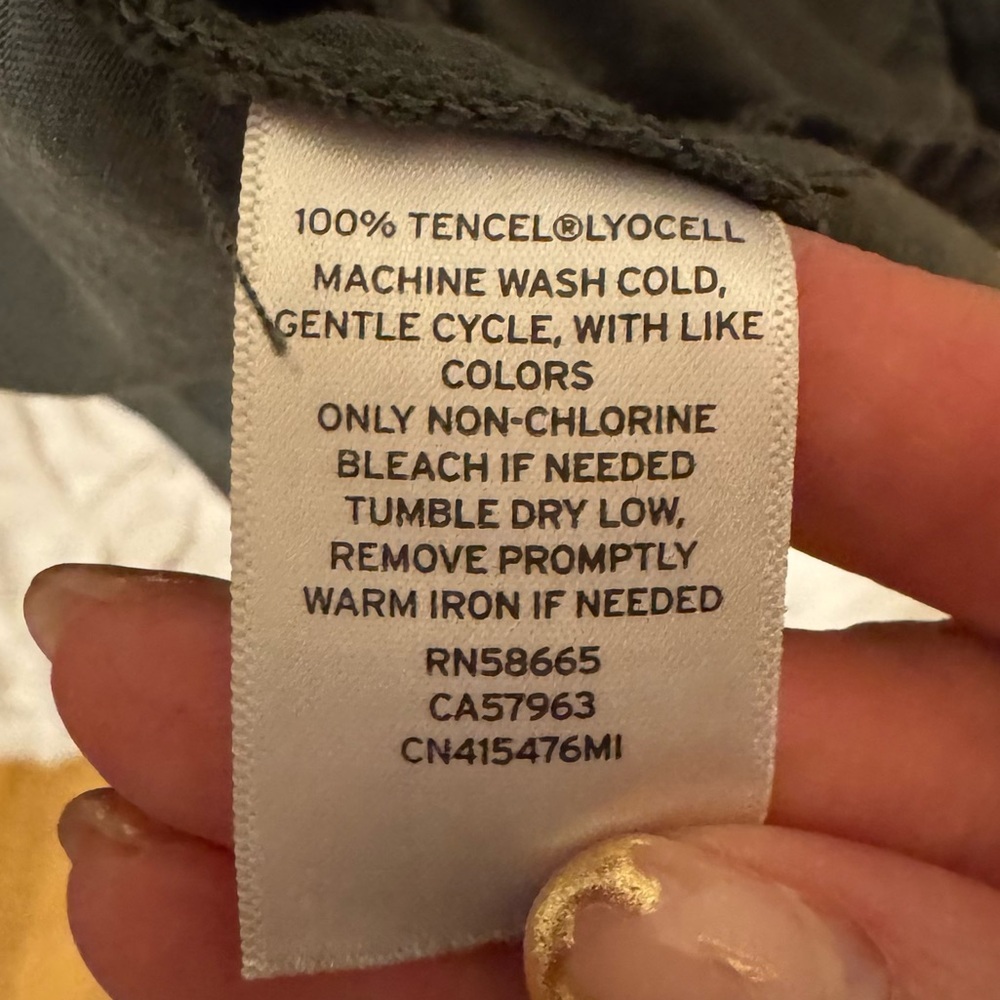 100% TENCEL®LYOCELL
MACHINE WASH COLD,
GENTLE CYCLE, WITH LIKE
COLORS
ONLY NON-CHLORINE
BLEACH IF NEEDED
TUMBLE DRY LOW,
REMOVE PROMPTLY
WARM IRON IF NEEDED
RN58665
CA57963
CN415476MI